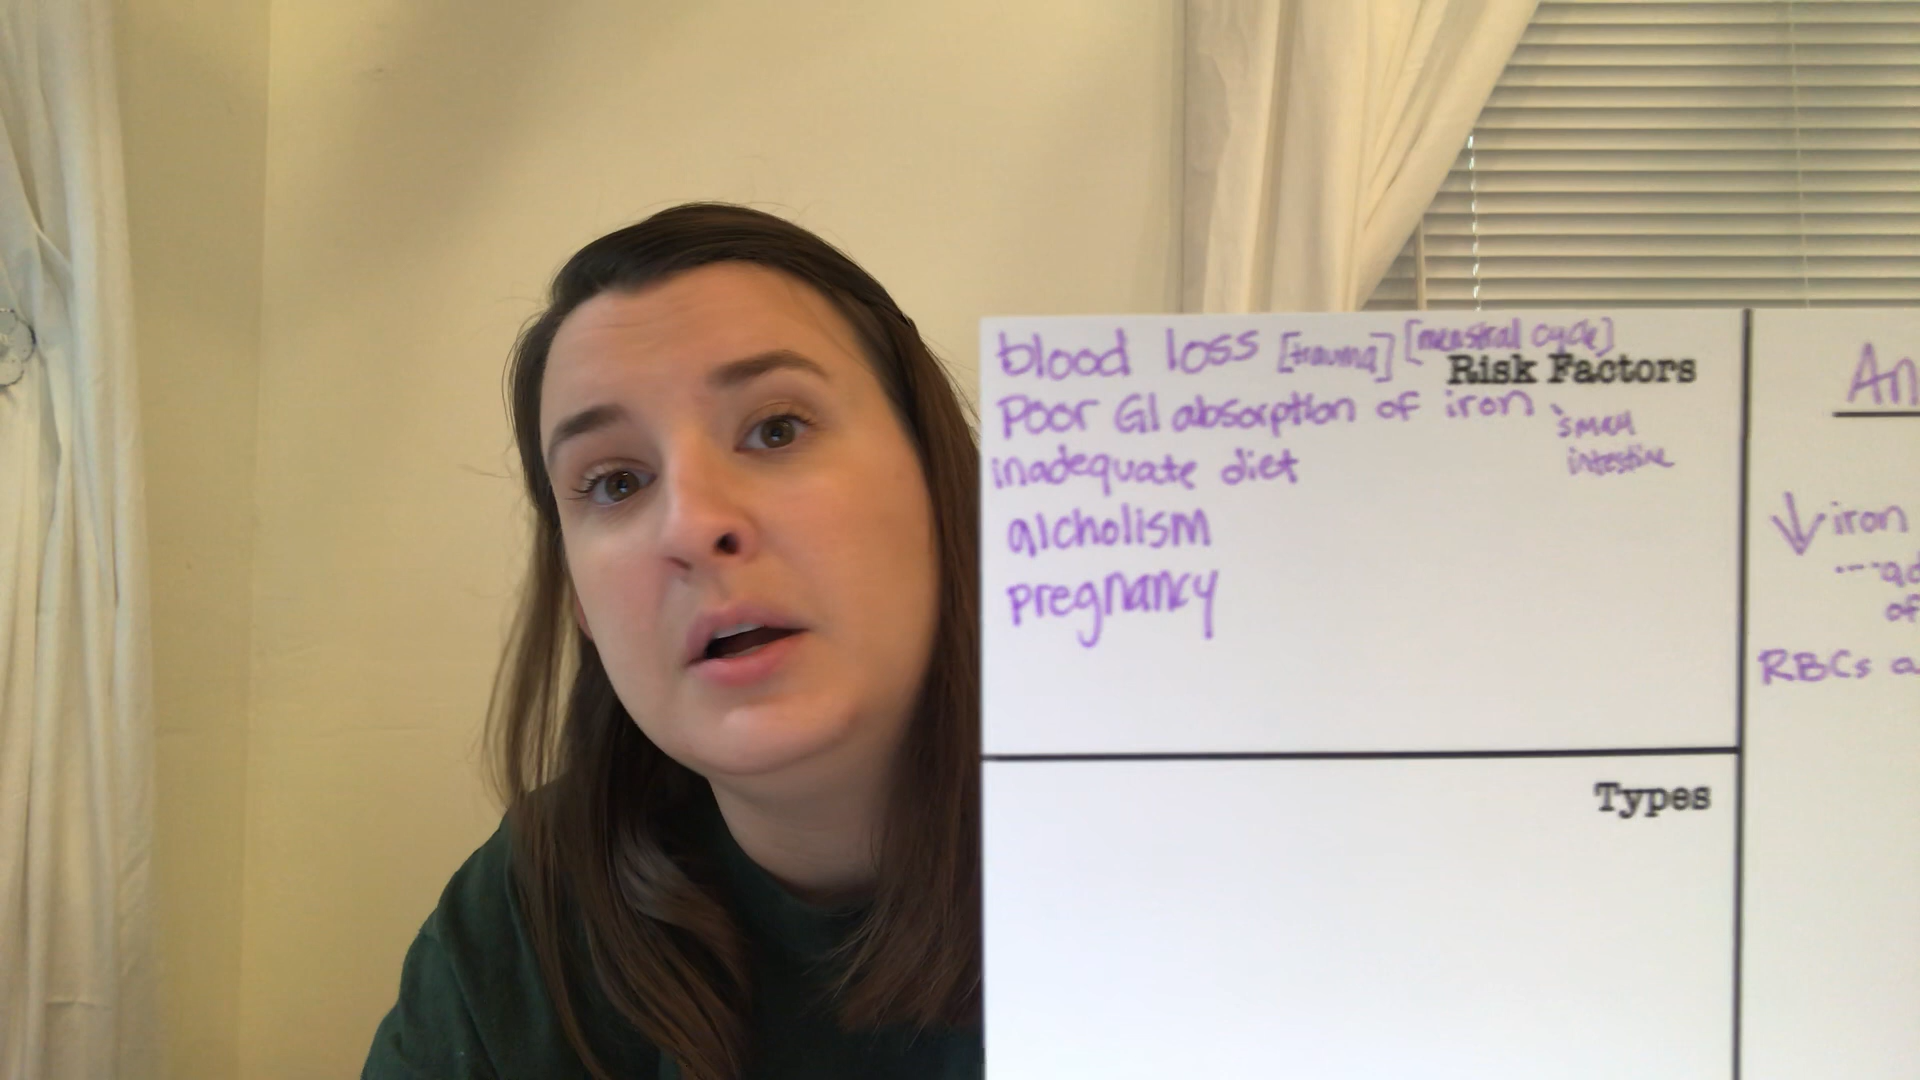 blood loss [trauma] [menstral cycle]
Risk Factors
Poor GI absorption of iron
small
intestine
inadequate diet
alcholism
pregnancy
Types
An
↓ iron
of
RBCs a